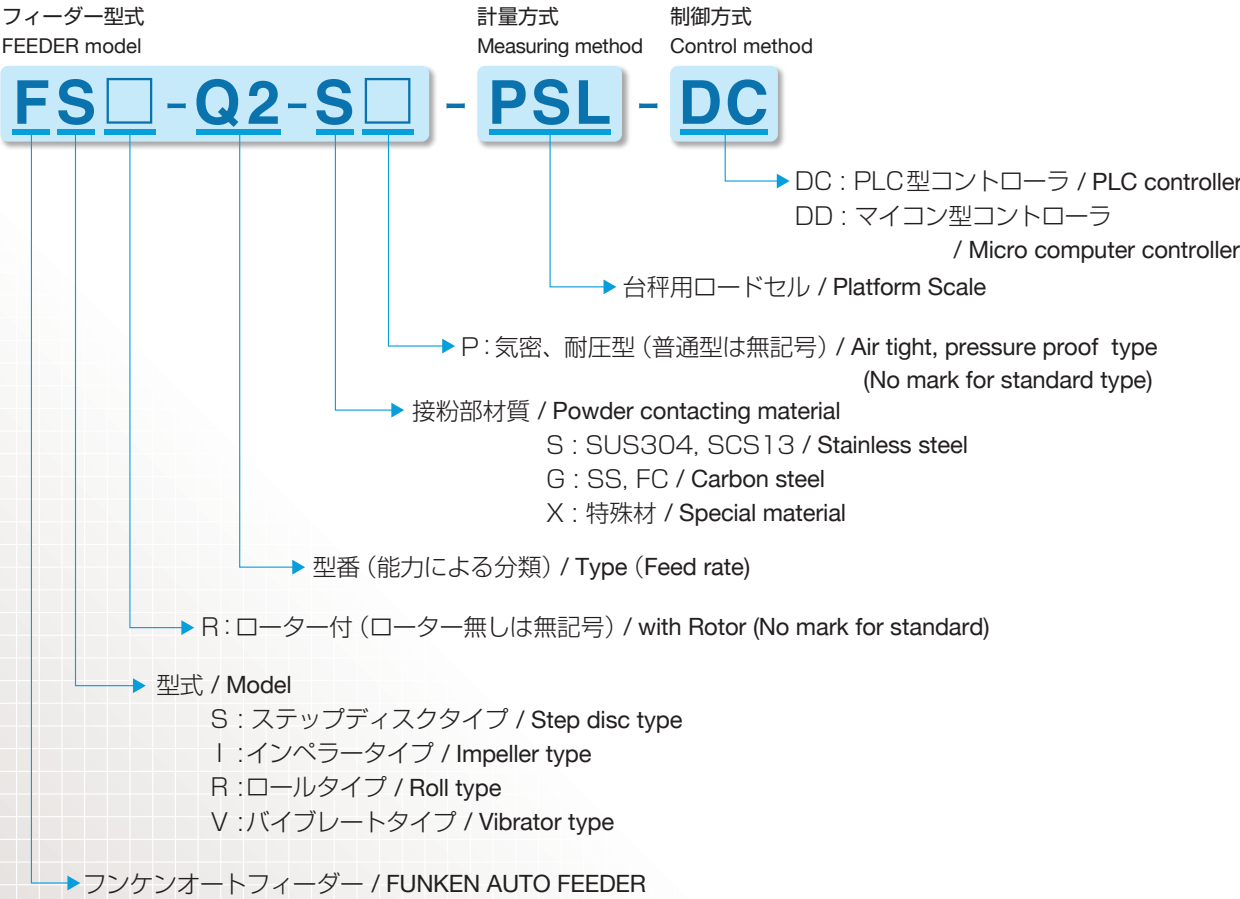 フィーダー型式 計量方式 制御方式
FEEDER model Measuring method Control method
FS□-Q2-S□ - PSL - DC
DC : PLC型コントローラ / PLC controller
DD : マイコン型コントローラ
/ Micro computer controller
台秤用ロードセル / Platform Scale
P : 気密、耐圧型（普通型は無記号）/ Air tight, pressure proof type
(No mark for standard type)
接粉部材質 / Powder contacting material
S : SUS304, SCS13 / Stainless steel
G : SS, FC / Carbon steel
X : 特殊材 / Special material
型番（能力による分類）/ Type（Feed rate)
R : ローター付（ローター無しは無記号）/ with Rotor (No mark for standard)
型式 / Model
S : ステップディスクタイプ / Step disc type
I : インペラータイプ / Impeller type
R : ロールタイプ / Roll type
V : バイブレートタイプ / Vibrator type
フンケンオートフィーダー / FUNKEN AUTO FEEDER